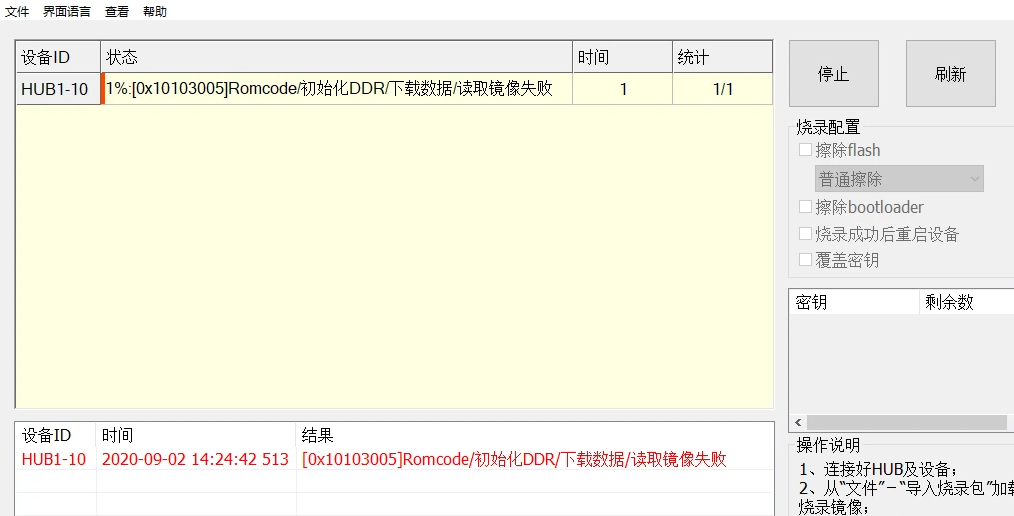 文件 界面语言 查看 帮助
设备ID 状态 时间 统计
HUB1-10 1%:[0x10103005]Romcode/初始化DDR/下载数据/读取镜像失败 1 1/1
停止 刷新
烧录配置
擦除flash
普通擦除
擦除bootloader
烧录成功后重启设备
覆盖密钥
密钥 剩余数
设备ID 时间 结果
HUB1-10 2020-09-02 14:24:42 513 [0x10103005]Romcode/初始化DDR/下载数据/读取镜像失败
操作说明
1、连接好HUB及设备;
2、从“文件”-“导入烧录包”加载
烧录镜像;